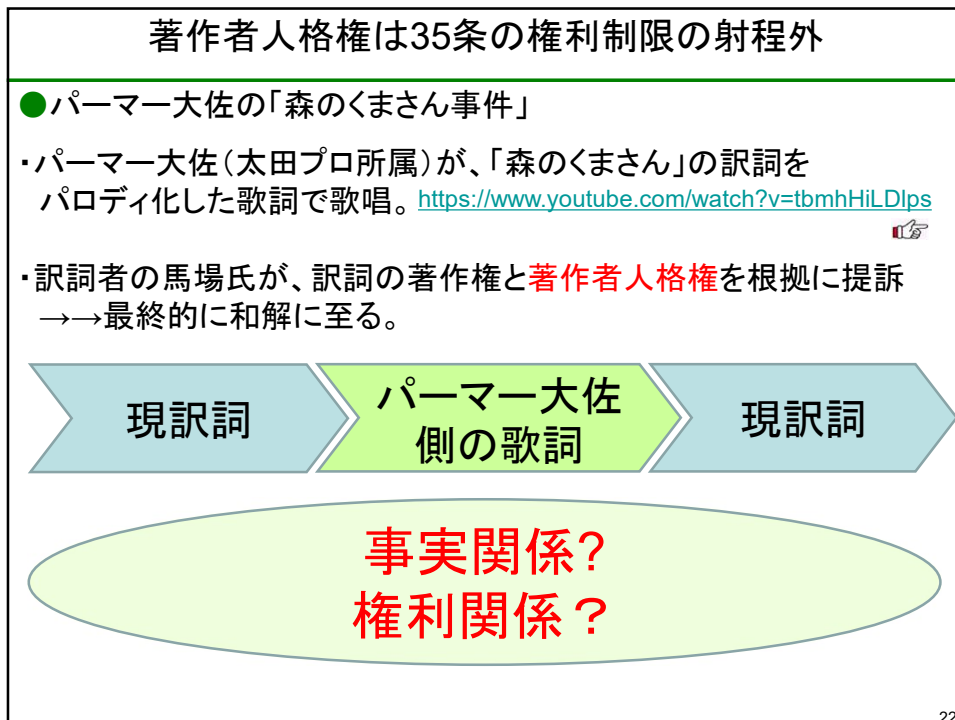 著作者人格権は35条の権利制限の射程外
●パーマー大佐の「森のくまさん事件」
・パーマー大佐（太田プロ所属）が、「森のくまさん」の訳詞を
パロディ化した歌詞で歌唱。 https://www.youtube.com/watch?v=tbmhHiLDlps
・訳詞者の馬場氏が、訳詞の著作権と著作者人格権を根拠に提訴
→→最終的に和解に至る。
現訳詞
パーマー大佐
側の歌詞
現訳詞
事実関係?
権利関係？
22